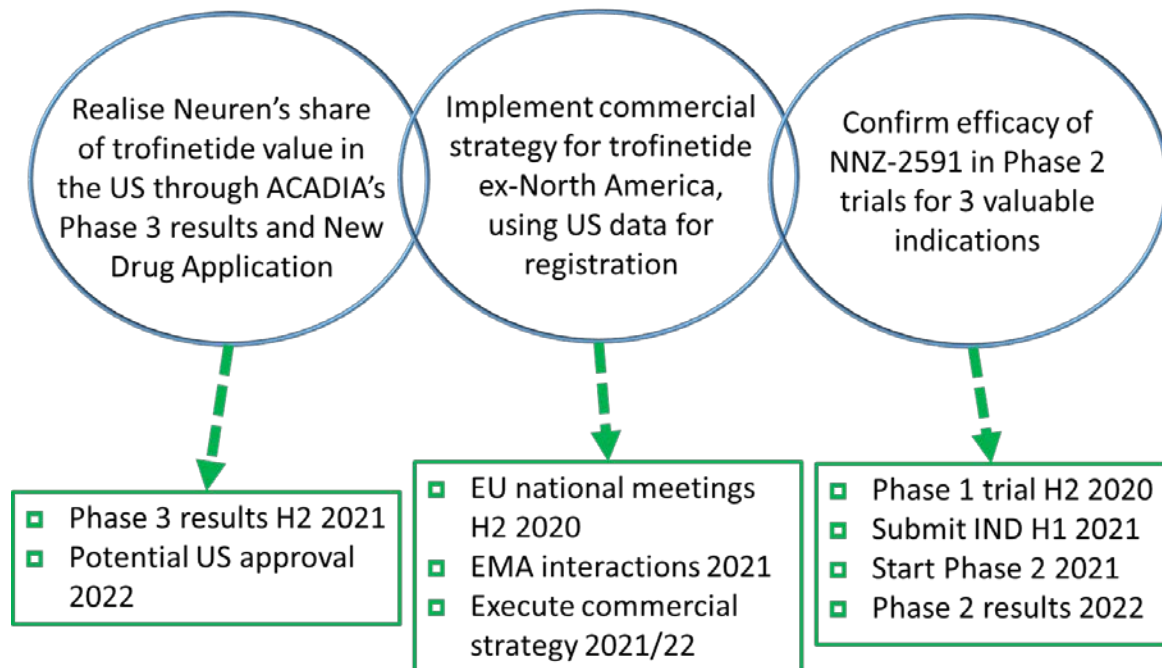 Realise Neuren's share
of trofinetide value in
the US through ACADIA's
Phase 3 results and New
Drug Application
Implement commercial
strategy for trofinetide
ex-North America,
using US data for
registration
Confirm efficacy of
NNZ-2591 in Phase 2
trials for 3 valuable
indications
Phase 3 results H2 2021
Potential US approval
2022
EU national meetings
H2 2020
EMA interactions 2021
Execute commercial
strategy 2021/22
Phase 1 trial H2 2020
Submit IND H1 2021
Start Phase 2 2021
Phase 2 results 2022